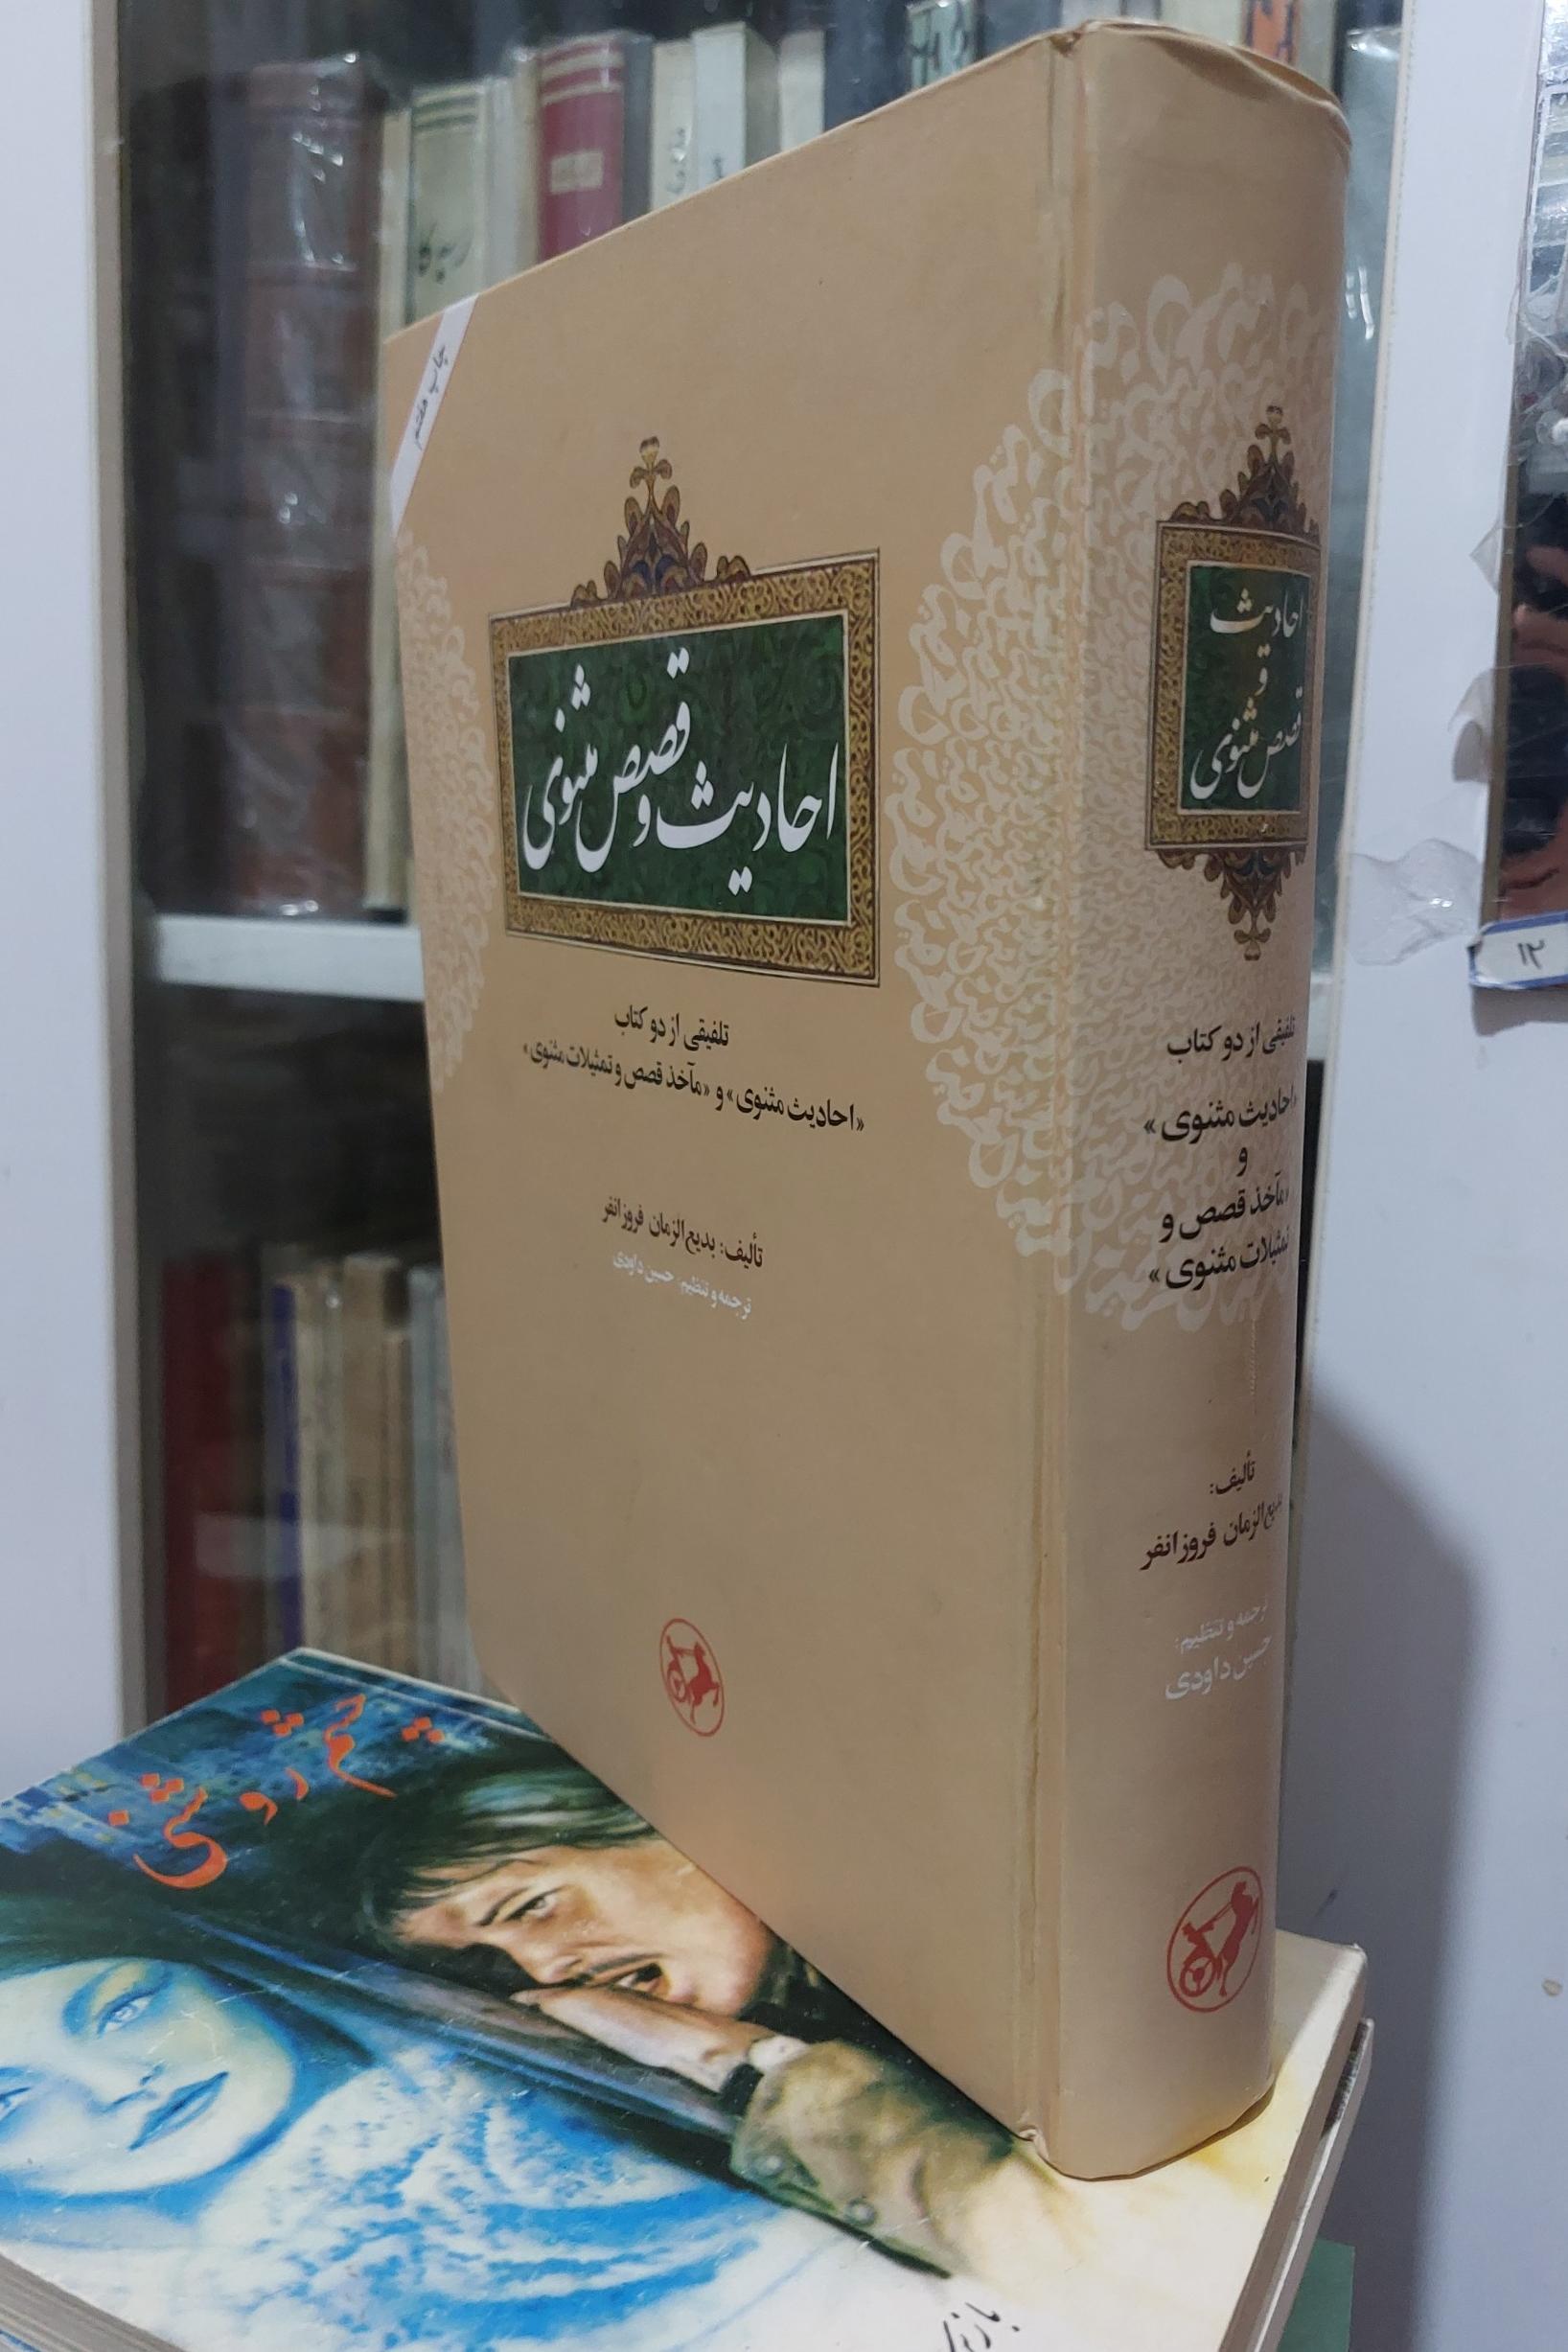 چاپ هفتم
احادیث و قصص مثنوی
تلفیقی از دو کتاب
«احادیث مثنوی» و «مآخذ قصص و تمثیلات مثنوی»
تألیف: بدیع‌الزمان فروزانفر
ترجمه و تنظیم: حسین داودی
احادیث
و
قصص مثنوی
تلفیقی از دو کتاب
«احادیث مثنوی»
و
«مآخذ قصص و
تمثیلات مثنوی»
تألیف:
بدیع‌الزمان فروزانفر
ترجمه و تنظیم:
حسین داودی
۱۲